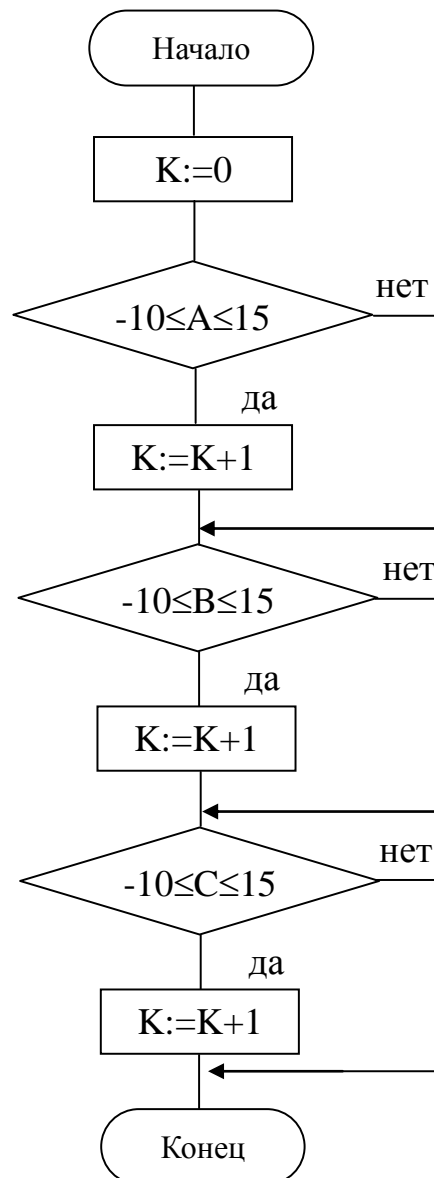 Начало
K:=0
нет
-10≤A≤15
да
K:=K+1
нет
-10≤B≤15
да
K:=K+1
нет
-10≤C≤15
да
K:=K+1
Конец